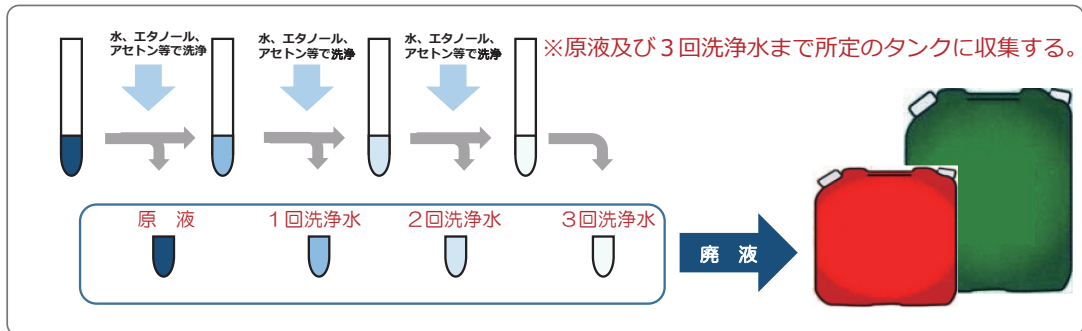 水、エタノール、
アセトン等で洗浄
水、エタノール、
アセトン等で洗浄
水、エタノール、
アセトン等で洗浄
※原液及び３回洗浄水まで所定のタンクに収集する。
原　液
１回洗浄水
２回洗浄水
３回洗浄水
廃　液